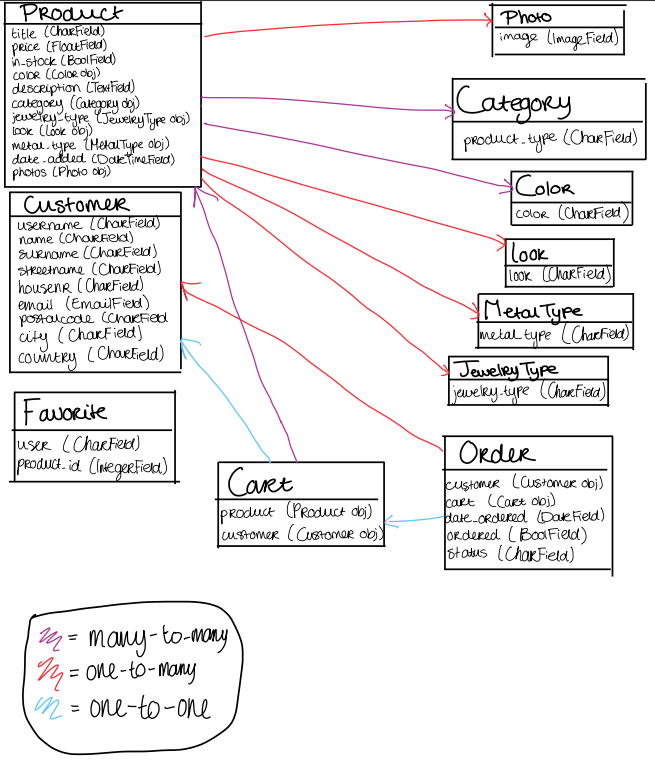 Product
title (CharField)
price (FloatField)
in-stock (BoolField)
color (Color obj)
description (TextField)
category (Category obj)
jewelry-type (JewelryType obj)
look (look obj)
metal-type (MetalType obj)
date-added (DateTimeField)
photos (Photo obj)
Photo
image (ImageField)
Category
product-type (CharField)
Color
color (CharField)
look
look (CharField)
MetalType
metal-type (CharField)
JewelryType
jewelry-type (CharField)
Customer
username (CharField)
name (CharField)
surname (CharField)
streetname (CharField)
housenr (CharField)
email (EmailField)
postalcode (CharField
city (CharField)
country (CharField)
Favorite
user (CharField)
product-id (IntegerField)
Cart
product (Product obj)
customer (Customer obj)
Order
customer (Customer obj)
cart (Cart obj)
date-ordered (DateField)
ordered (BoolField)
status (CharField)
= many-to-many
= one-to-many
= one-to-one